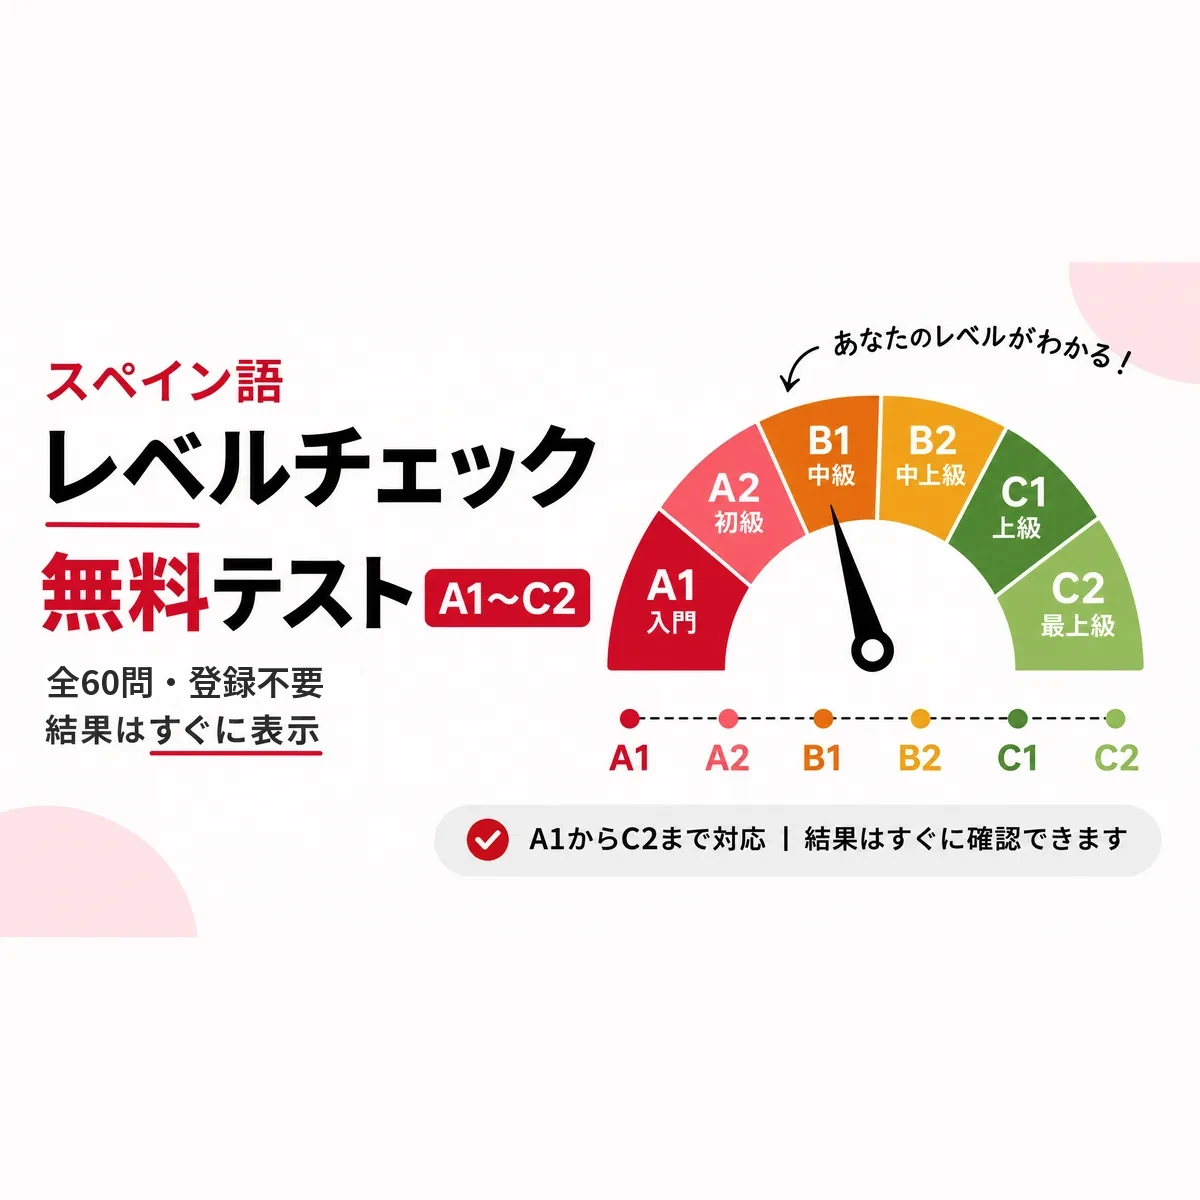 スペイン語
レベルチェック
無料テスト
A1～C2
全60問・登録不要
結果はすぐに表示
あなたのレベルがわかる！
A1
入門
A2
初級
B1
中級
B2
中上級
C1
上級
C2
最上級
A1 A2 B1 B2 C1 C2
A1からC2まで対応 | 結果はすぐに確認できます